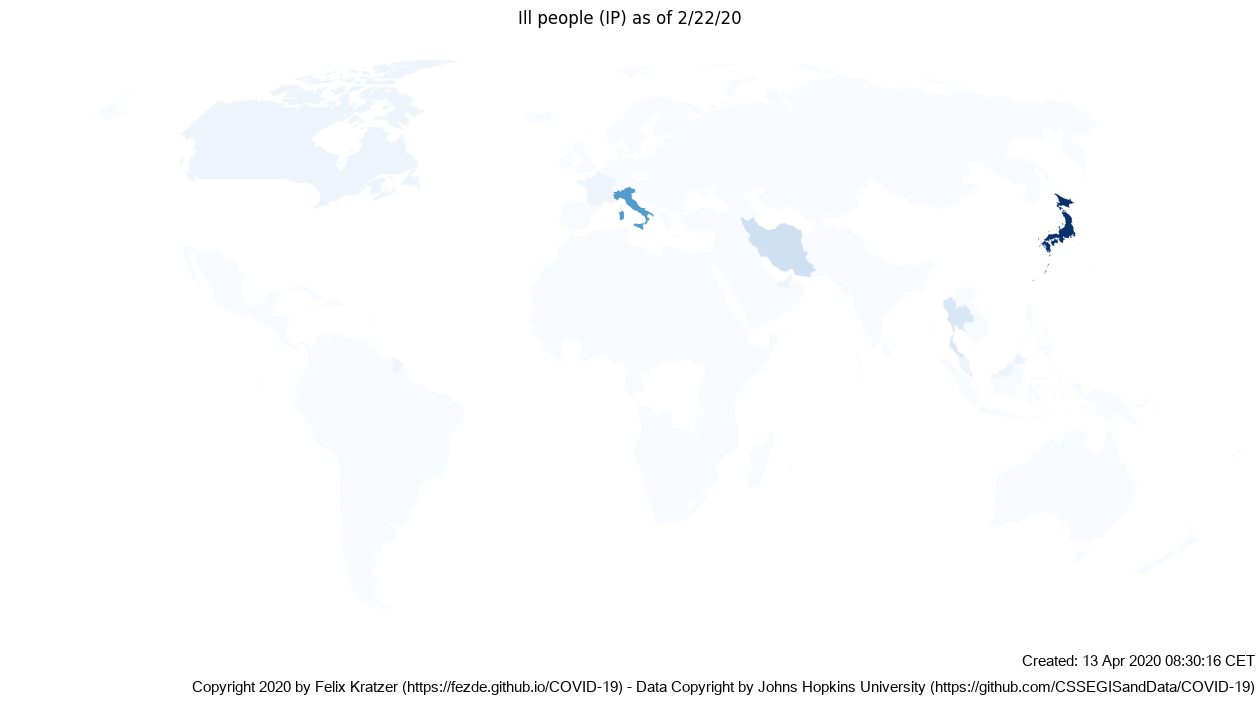 Ill people (IP) as of 2/22/20
Created: 13 Apr 2020 08:30:16 CET
Copyright 2020 by Felix Kratzer (https://fezde.github.io/COVID-19) - Data Copyright by Johns Hopkins University (https://github.com/CSSEGISandData/COVID-19)